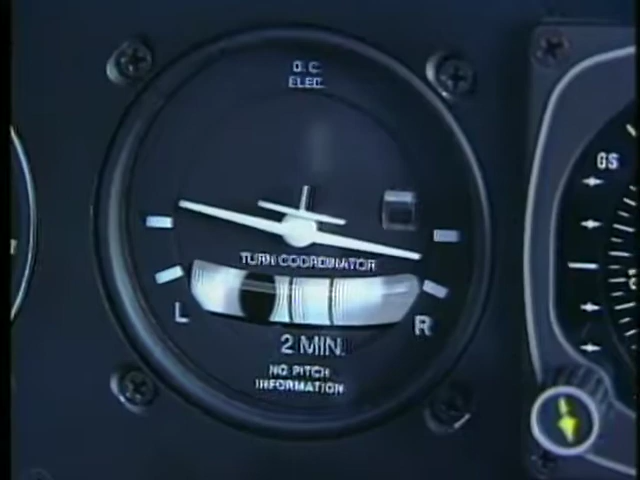 D.C.
ELEC.
GS
TURN COORDINATOR
L
R
2 MIN.
NO PITCH
INFORMATION